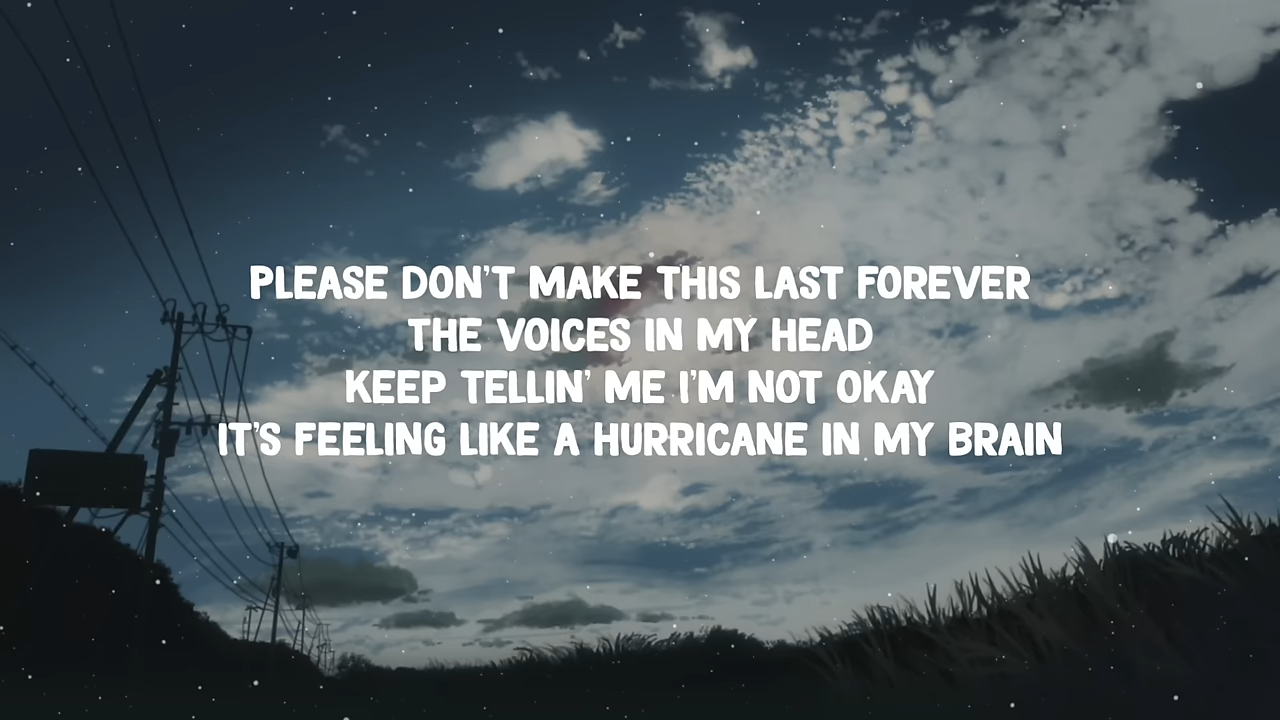 PLEASE DON'T MAKE THIS LAST FOREVER
THE VOICES IN MY HEAD
KEEP TELLIN' ME I'M NOT OKAY
IT'S FEELING LIKE A HURRICANE IN MY BRAIN